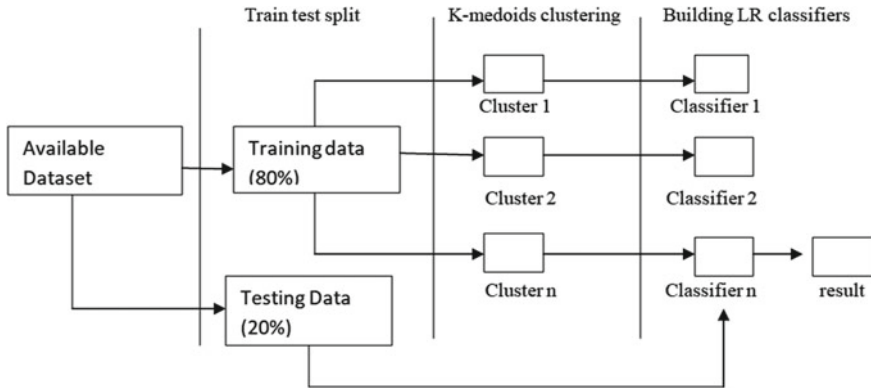 Train test split
K-medoids clustering
Building LR classifiers
Cluster 1
Classifier 1
Available
Dataset
Training data
(80%)
Cluster 2
Classifier 2
Cluster n
Classifier n
result
Testing Data
(20%)